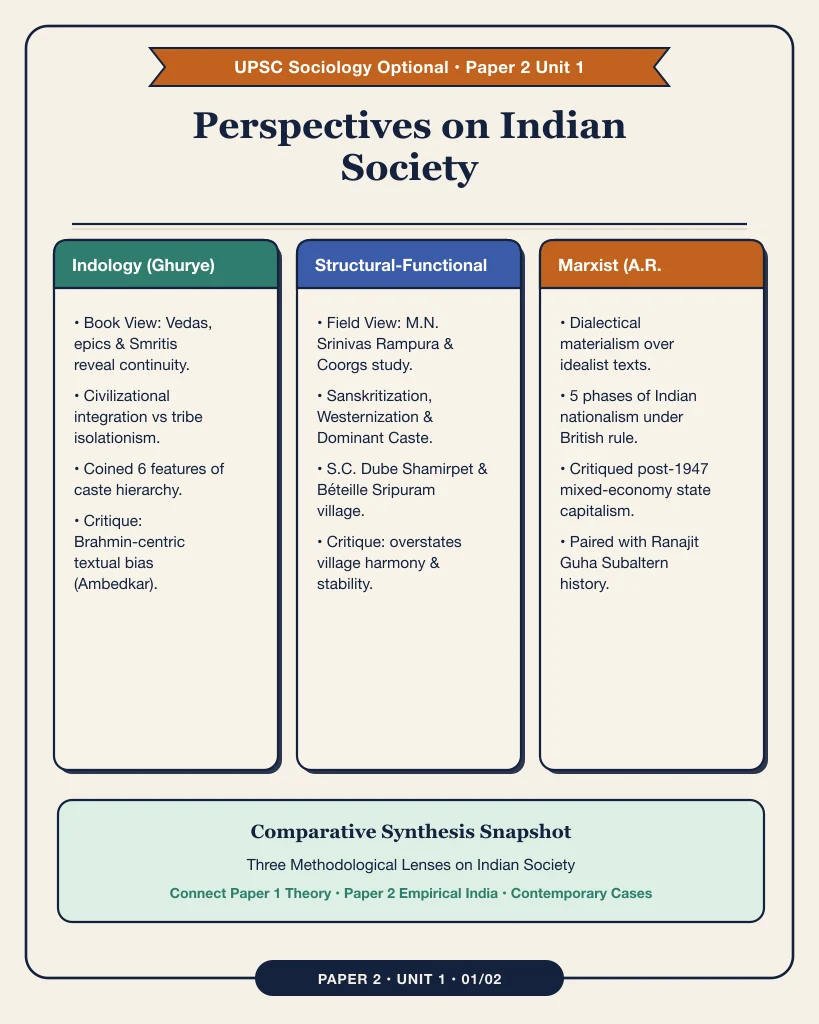 UPSC Sociology Optional • Paper 2 Unit 1
Perspectives on Indian
Society
Indology (Ghurye)
• Book View: Vedas,
epics & Smritis
reveal continuity.
• Civilizational
integration vs tribe
isolationism.
• Coined 6 features of
caste hierarchy.
• Critique:
Brahmin-centric
textual bias
(Ambedkar).
Structural-Functional
• Field View: M.N.
Srinivas Rampura &
Coorgs study.
• Sanskritization,
Westernization &
Dominant Caste.
• S.C. Dube Shamirpet &
Béteille Sripuram
village.
• Critique: overstates
village harmony &
stability.
Marxist (A.R.
• Dialectical
materialism over
idealist texts.
• 5 phases of Indian
nationalism under
British rule.
• Critiqued post-1947
mixed-economy state
capitalism.
• Paired with Ranajit
Guha Subaltern
history.
Comparative Synthesis Snapshot
Three Methodological Lenses on Indian Society
Connect Paper 1 Theory • Paper 2 Empirical India • Contemporary Cases
PAPER 2 • UNIT 1 • 01/02